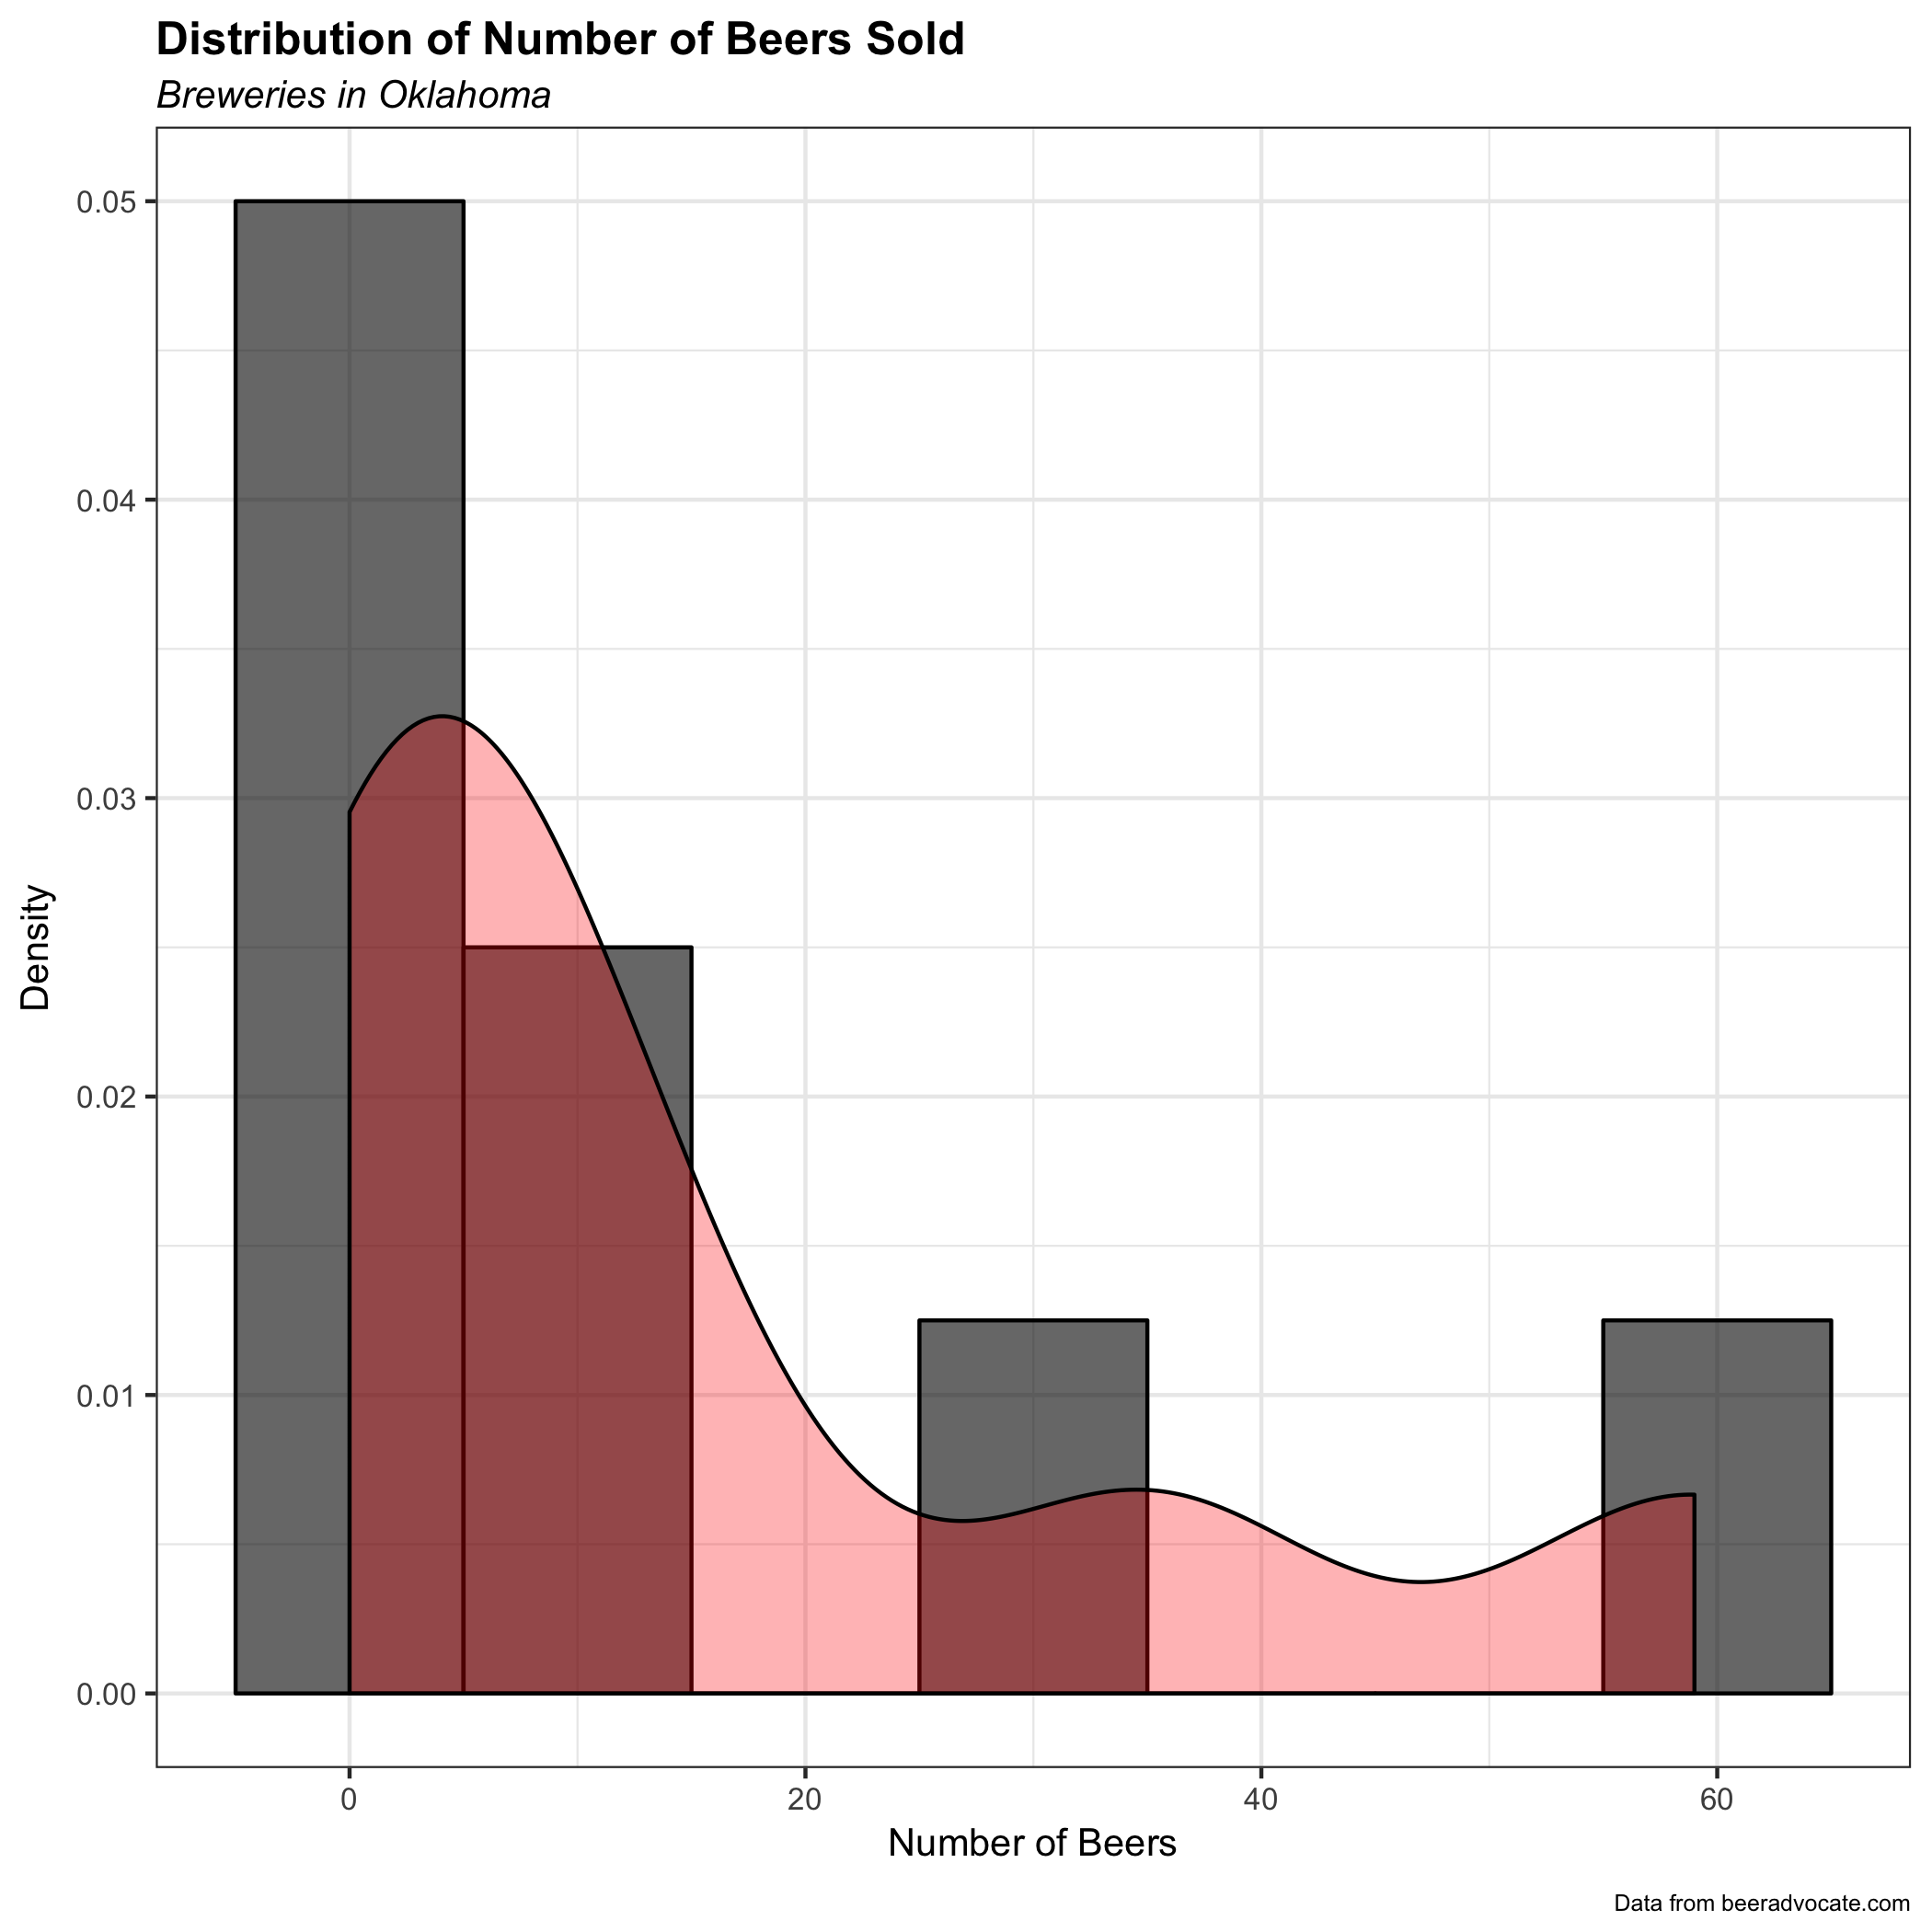 Distribution of Number of Beers Sold
Breweries in Oklahoma
0.05
0.04
0.03
0.02
0.01
0.00
Density
0 20 40 60
Number of Beers
Data from beeradvocate.com